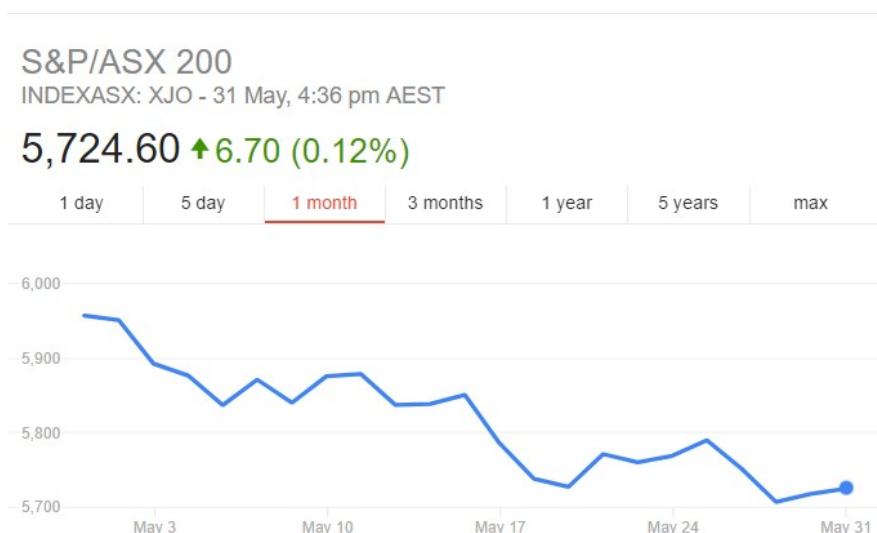 S&P/ASX 200
INDEXASX: XJO - 31 May, 4:36 pm AEST
5,724.60 ↑6.70 (0.12%)
1 day 5 day 1 month 3 months 1 year 5 years max
6,000
5,900
5,800
5,700
May 3 May 10 May 17 May 24 May 31